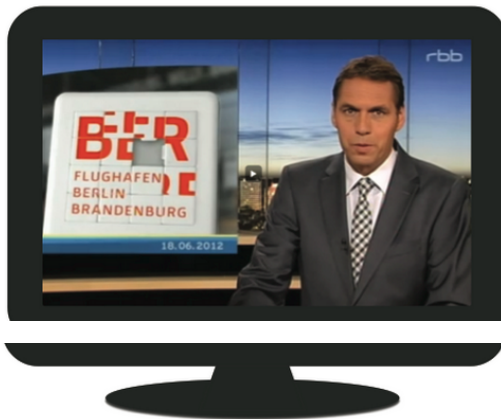 rbb
BER
FLUGHAFEN
BERLIN
BRANDENBURG
18.06.2012